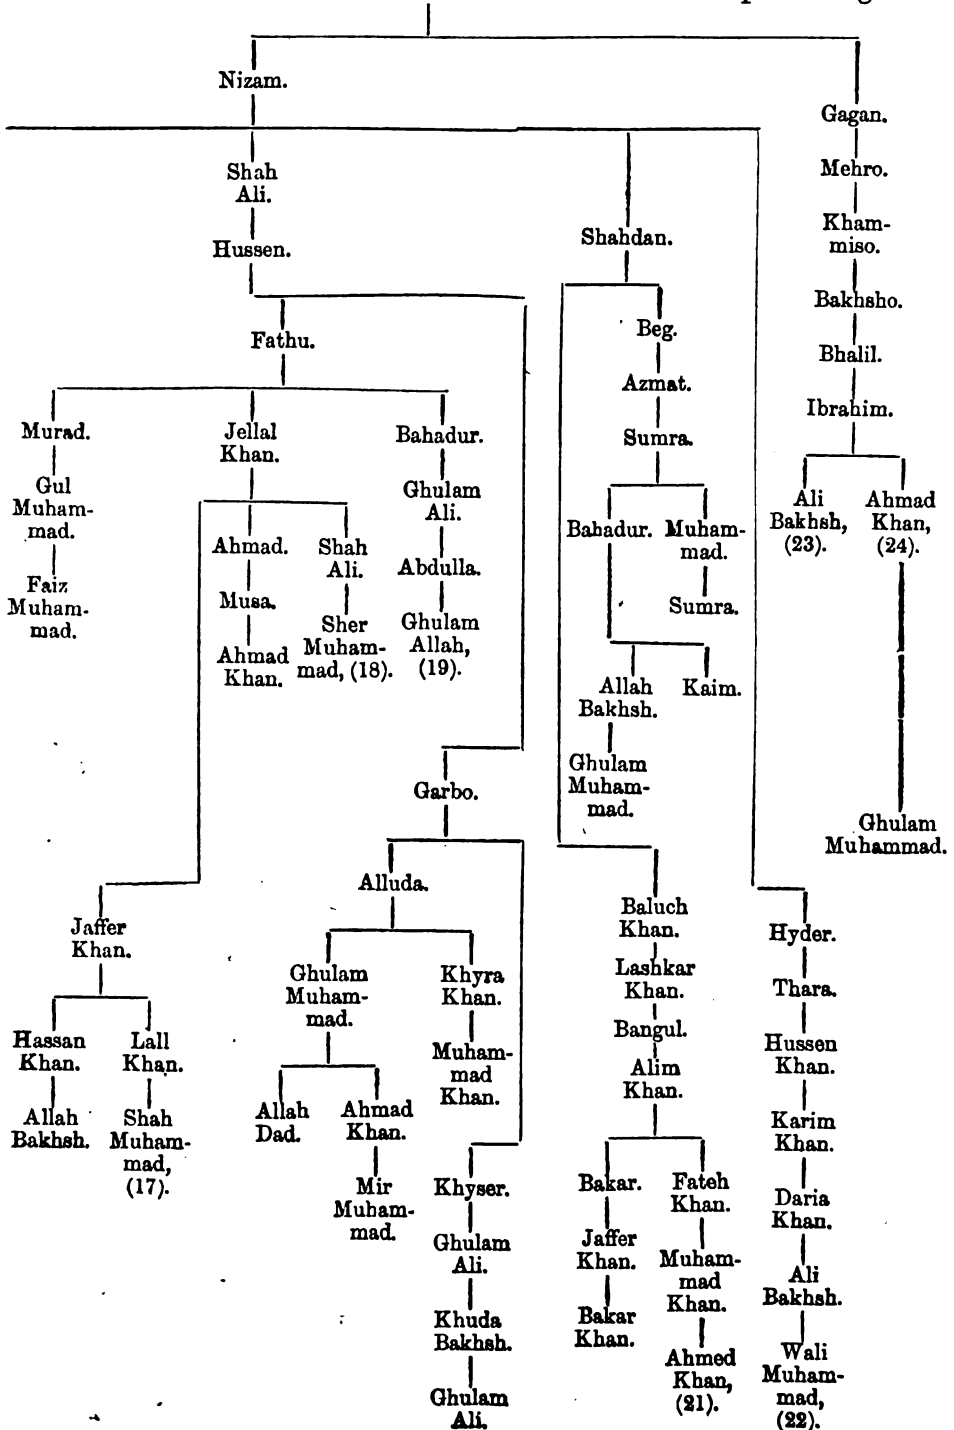 Nizam.
Gagan.
Shah
Ali.
Mehro.
Hussen.
Shahdan.
Kham-
miso.
Fathu.
Beg.
Bakhsho.
Azmat.
Bhalil.
Murad.
Jellal
Khan.
Bahadur.
Sumra.
Ibrahim.
Gul
Muham-
mad.
Ghulam
Ali.
Ahmad.
Shah
Ali.
Bahadur.
Muham-
mad.
Ali
Bakhsh,
(23).
Ahmad
Khan,
(24).
Faiz
Muham-
mad.
Musa.
Abdulla.
Sumra.
Ahmad
Khan.
Sher
Muham-
mad, (18).
Ghulam
Allah,
(19).
Allah
Bakhsh.
Kaim.
Garbo.
Ghulam
Muham-
mad.
Ghulam
Muhammad.
Alluda.
Jaffer
Khan.
Baluch
Khan.
Hyder.
Ghulam
Muham-
mad.
Khyra
Khan.
Lashkar
Khan.
Thara.
Hassan
Khan.
Lall
Khan.
Muham-
mad
Khan.
Bangul.
Hussen
Khan.
Alim
Khan.
Allah
Bakhsh.
Shah
Muham-
mad,
(17).
Allah
Dad.
Ahmad
Khan.
Karim
Khan.
Mir
Muham-
mad.
Khyser.
Bakar.
Fateh
Khan.
Daria
Khan.
Ghulam
Ali.
Jaffer
Khan.
Muham-
mad
Khan.
Ali
Bakhsh.
Khuda
Bakhsh.
Bakar
Khan.
Ahmed
Khan,
(21).
Wali
Muham-
mad,
(22).
Ghulam
Ali.